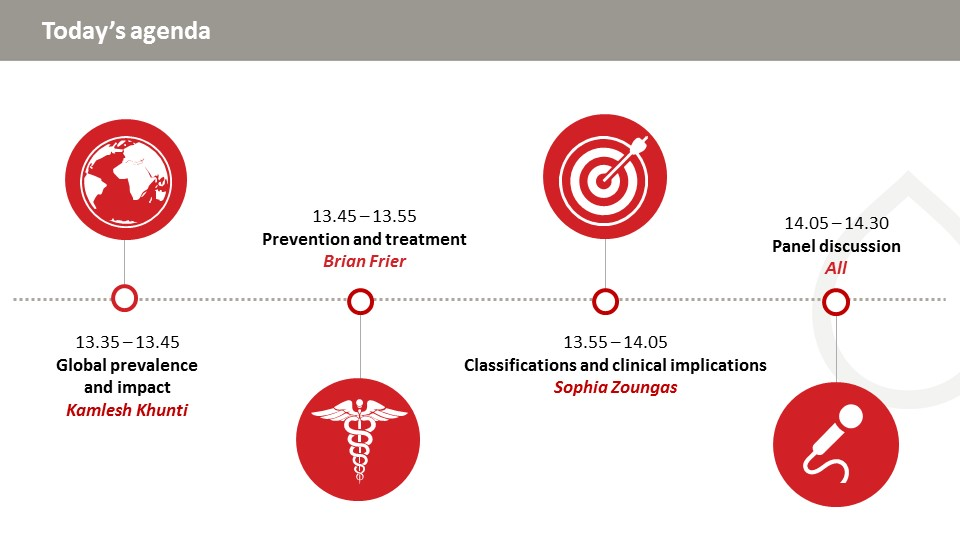 Today's agenda
13.35 – 13.45
Global prevalence
and impact
Kamlesh Khunti
13.45 – 13.55
Prevention and treatment
Brian Frier
13.55 – 14.05
Classifications and clinical implications
Sophia Zoungas
14.05 – 14.30
Panel discussion
All